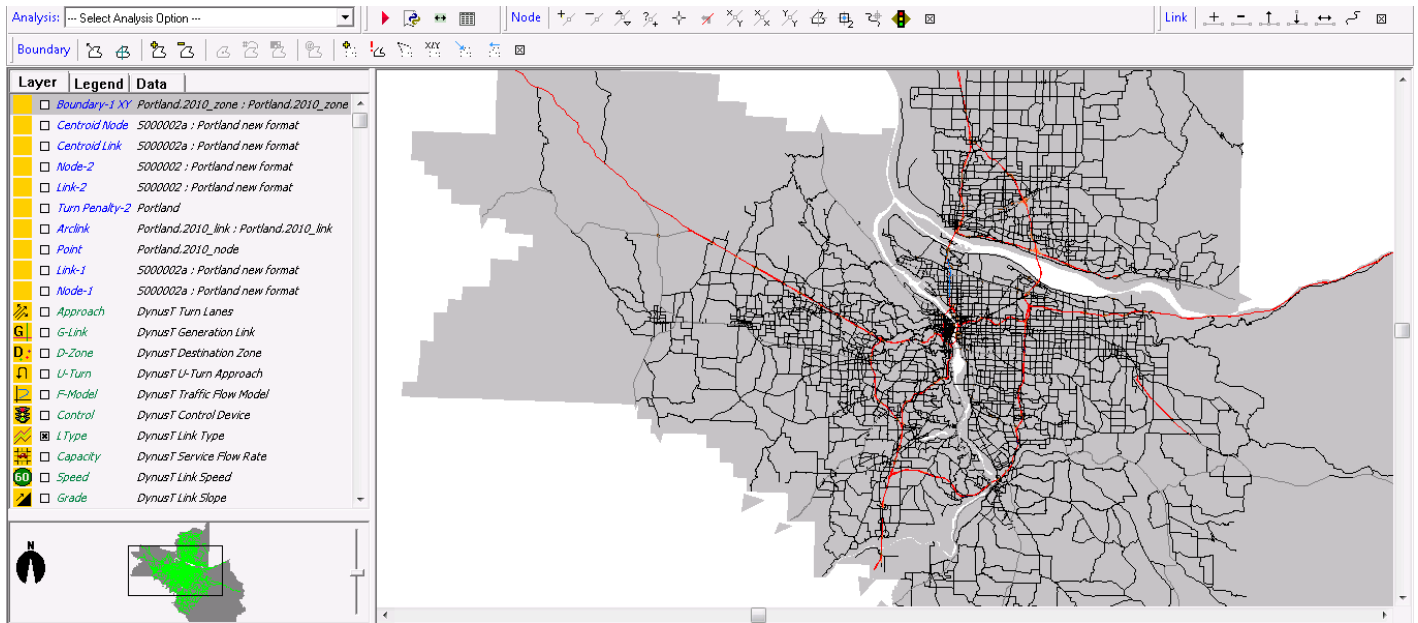 Analysis: --- Select Analysis Option --- Node Link
Boundary
Layer Legend Data
Boundary-1 XY Portland.2010_zone : Portland.2010_zone
Centroid Node 5000002a : Portland new format
Centroid Link 5000002a : Portland new format
Node-2 5000002 : Portland new format
Link-2 5000002 : Portland new format
Turn Penalty-2 Portland
Arclink Portland.2010_link : Portland.2010_link
Point Portland.2010_node
Link-1 5000002a : Portland new format
Node-1 5000002a : Portland new format
Approach DynusT Turn Lanes
G G-Link DynusT Generation Link
D D-Zone DynusT Destination Zone
U-Turn DynusT U-Turn Approach
F-Model DynusT Traffic Flow Model
Control DynusT Control Device
LType DynusT Link Type
Capacity DynusT Service Flow Rate
60 Speed DynusT Link Speed
Grade DynusT Link Slope
N